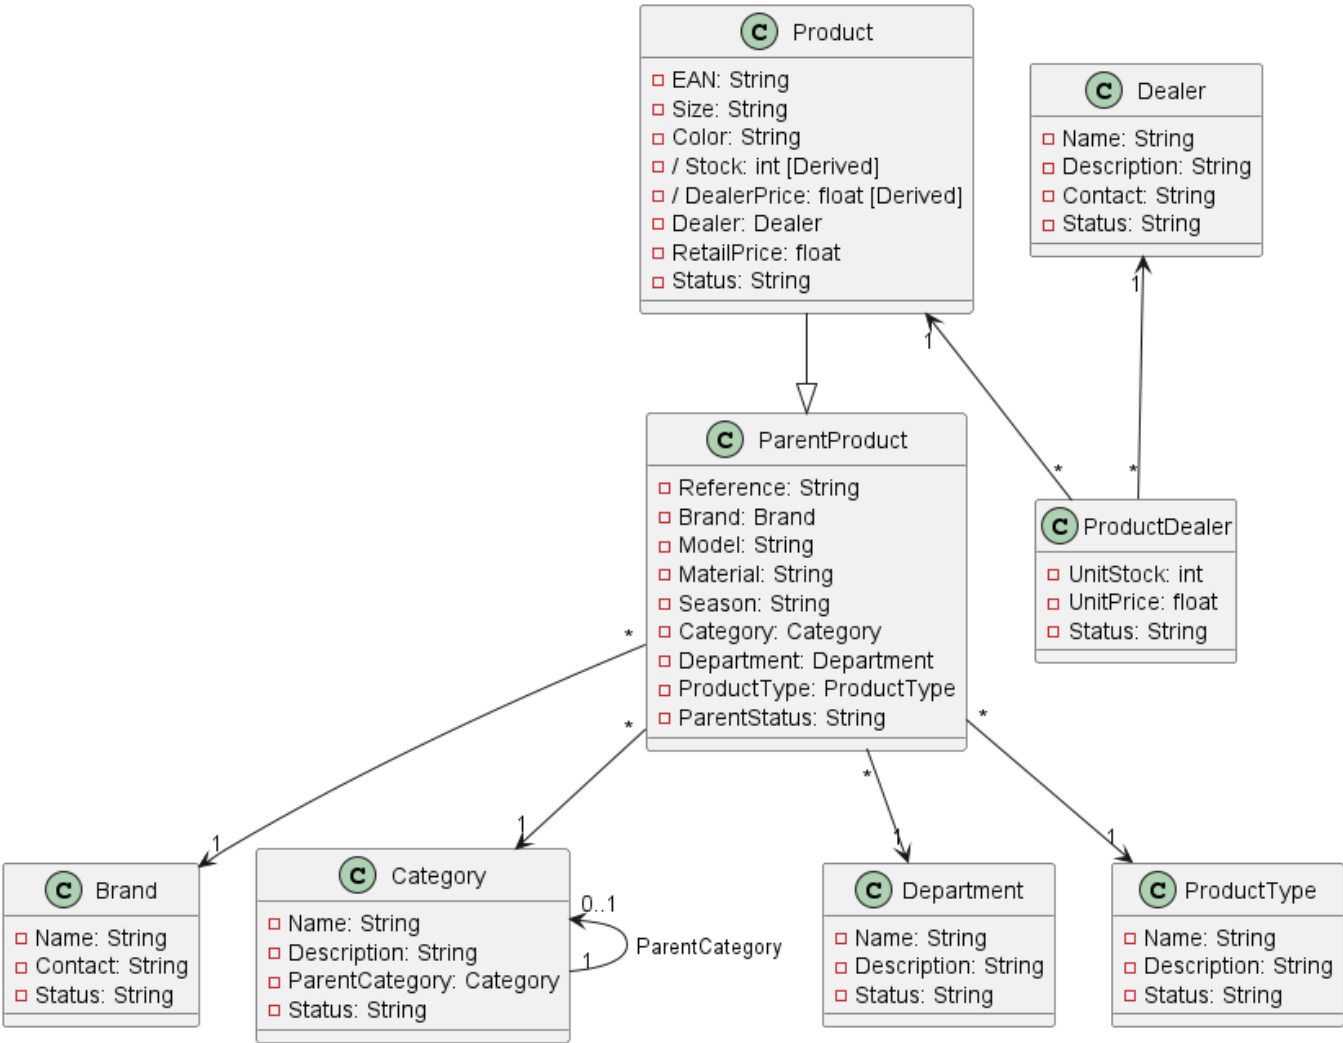 C Product
EAN: String
Size: String
Color: String
/ Stock: int [Derived]
/ DealerPrice: float [Derived]
Dealer: Dealer
RetailPrice: float
Status: String
C Dealer
Name: String
Description: String
Contact: String
Status: String
1
1
*
*
C ParentProduct
Reference: String
Brand: Brand
Model: String
Material: String
Season: String
Category: Category
Department: Department
ProductType: ProductType
ParentStatus: String
C ProductDealer
UnitStock: int
UnitPrice: float
Status: String
*
*
*
*
1
1
1
1
C Brand
Name: String
Contact: String
Status: String
C Category
Name: String
Description: String
ParentCategory: Category
Status: String
0..1
ParentCategory
1
C Department
Name: String
Description: String
Status: String
C ProductType
Name: String
Description: String
Status: String